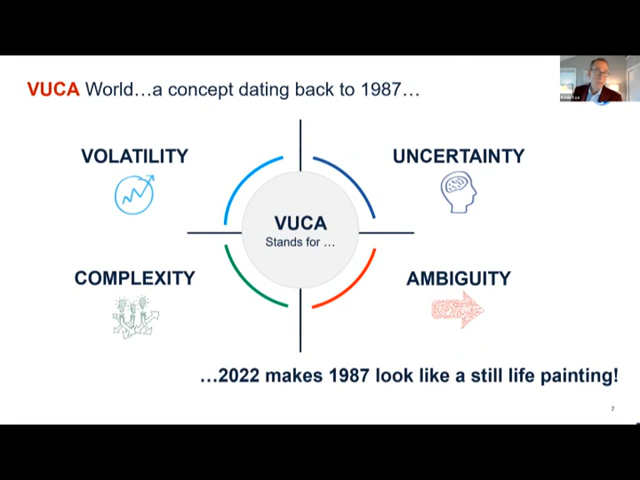 VUCA World…a concept dating back to 1987…
VOLATILITY
UNCERTAINTY
VUCA
Stands for …
COMPLEXITY
AMBIGUITY
…2022 makes 1987 look like a still life painting!
2